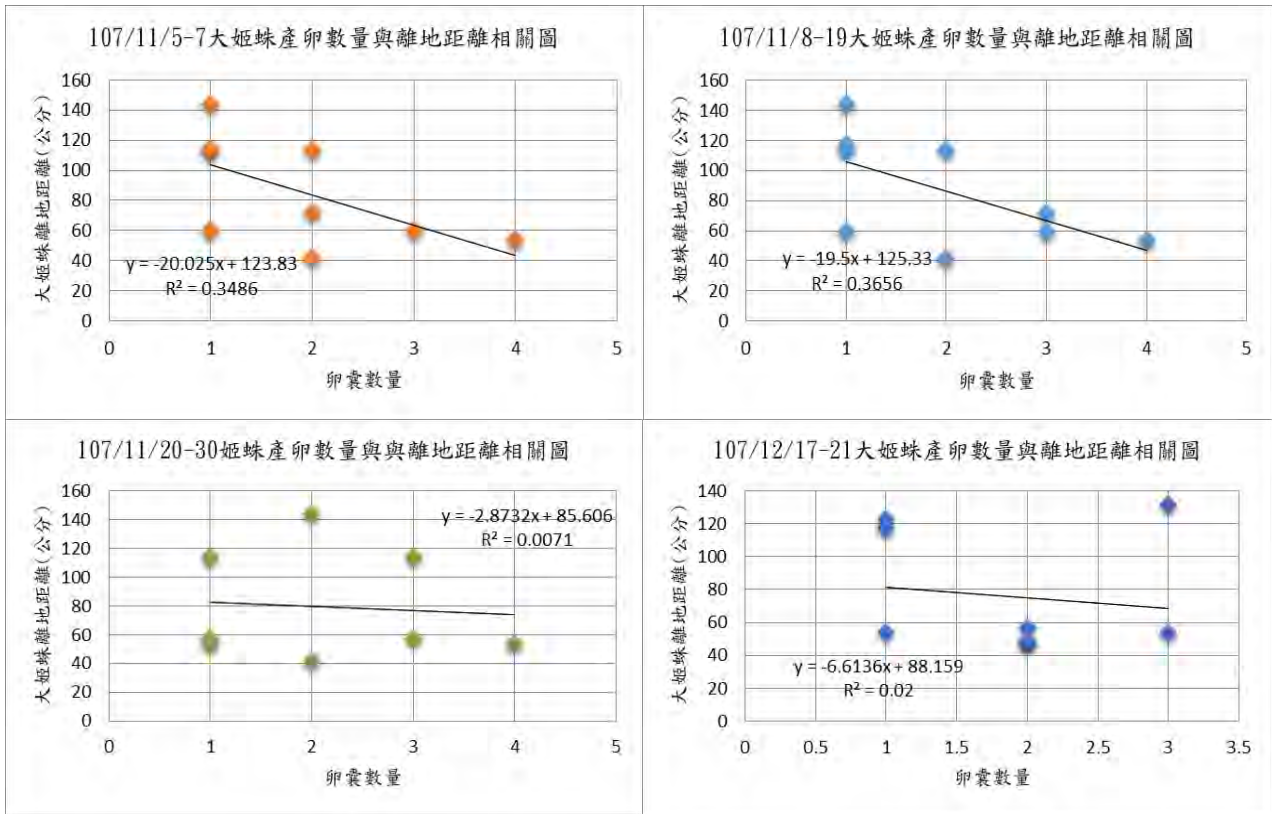 107/11/5-7大姬蛛產卵數量與離地距離相關圖
大姬蛛離地距離(公分)
160
140
120
100
80
60
40
20
0
y = -20.025x + 123.83
R² = 0.3486
0 1 2 3 4 5
卵囊數量
107/11/8-19大姬蛛產卵數量與離地距離相關圖
大姬蛛離地距離(公分)
160
140
120
100
80
60
40
20
0
y = -19.5x + 125.33
R² = 0.3656
0 1 2 3 4 5
卵囊數量
107/11/20-30姬蛛產卵數量與與離地距離相關圖
大姬蛛離地距離(公分)
160
140
120
100
80
60
40
20
0
y = -2.8732x + 85.606
R² = 0.0071
0 1 2 3 4 5
卵囊數量
107/12/17-21大姬蛛產卵數量與離地距離相關圖
大姬蛛離地距離(公分)
140
120
100
80
60
40
20
0
y = -6.6136x + 88.159
R² = 0.02
0 0.5 1 1.5 2 2.5 3 3.5
卵囊數量